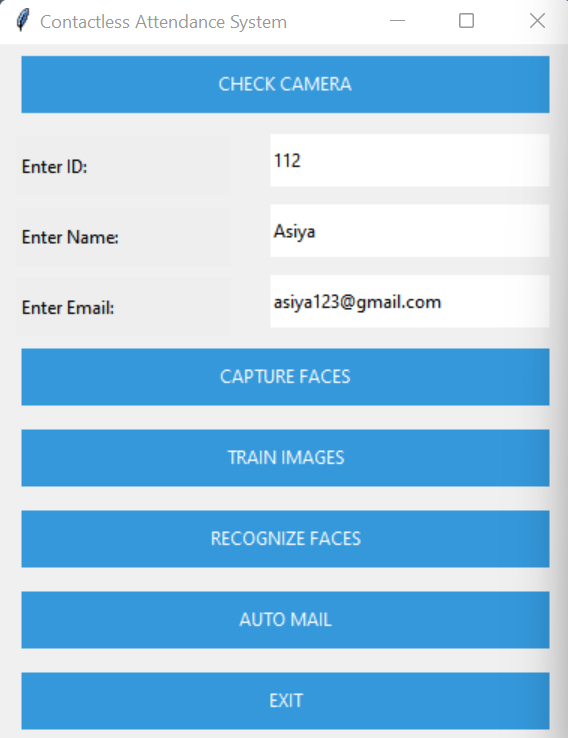 Contactless Attendance System
CHECK CAMERA
Enter ID: 112
Enter Name: Asiya
Enter Email: asiya123@gmail.com
CAPTURE FACES
TRAIN IMAGES
RECOGNIZE FACES
AUTO MAIL
EXIT